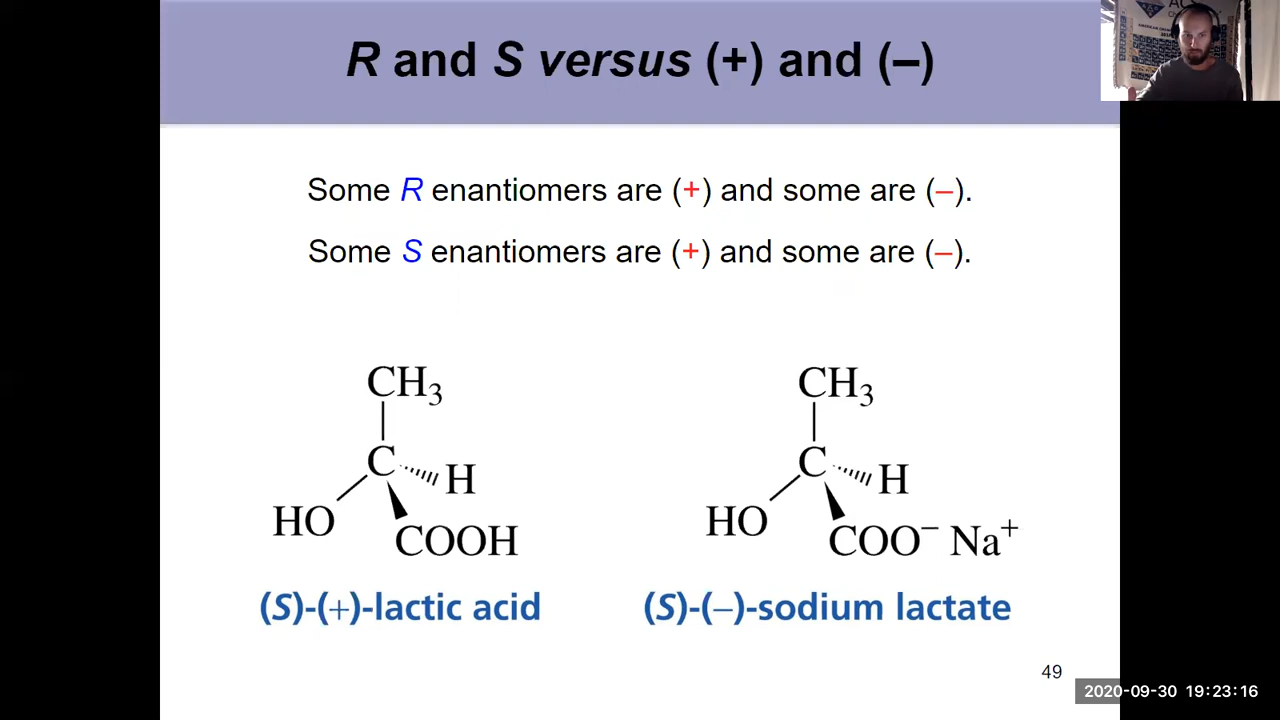 R and S versus (+) and (–)
Some R enantiomers are (+) and some are (–).
Some S enantiomers are (+) and some are (–).
CH₃
C
H
HO
COOH
(S)-(+)-lactic acid
CH₃
C
H
HO
COO⁻ Na⁺
(S)-(–)-sodium lactate
49
2020-09-30 19:23:16